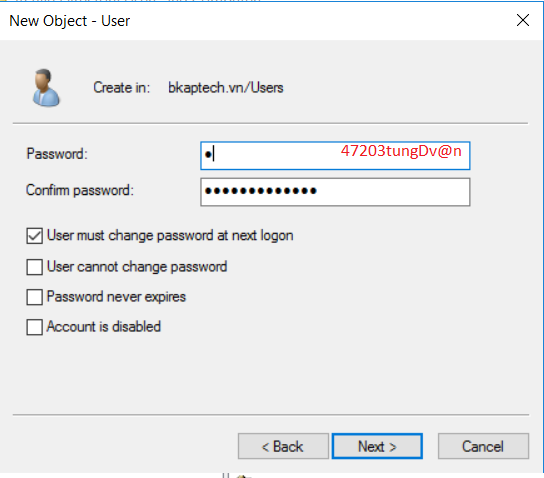 New Object - User
Create in: bkaptech.vn/Users
Password: ● 47203tungDv@n
Confirm password: ●●●●●●●●●●●●●
User must change password at next logon
User cannot change password
Password never expires
Account is disabled
< Back Next > Cancel